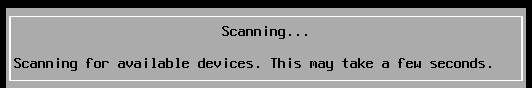 Scanning...
Scanning for available devices. This may take a few seconds.